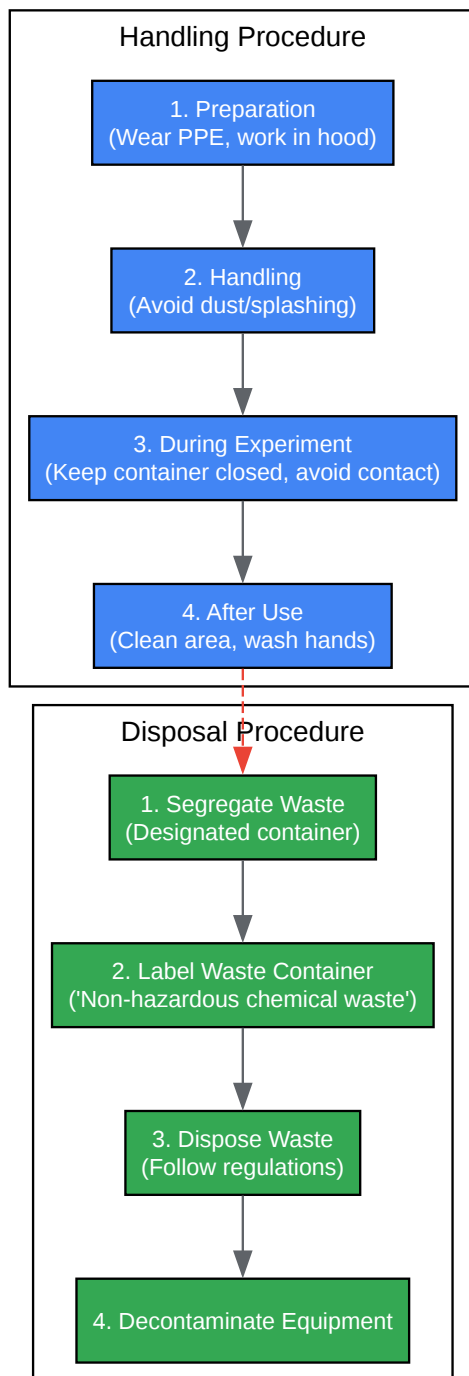 Handling Procedure
1. Preparation
(Wear PPE, work in hood)
2. Handling
(Avoid dust/splashing)
3. During Experiment
(Keep container closed, avoid contact)
4. After Use
(Clean area, wash hands)
Disposal Procedure
1. Segregate Waste
(Designated container)
2. Label Waste Container
('Non-hazardous chemical waste')
3. Dispose Waste
(Follow regulations)
4. Decontaminate Equipment